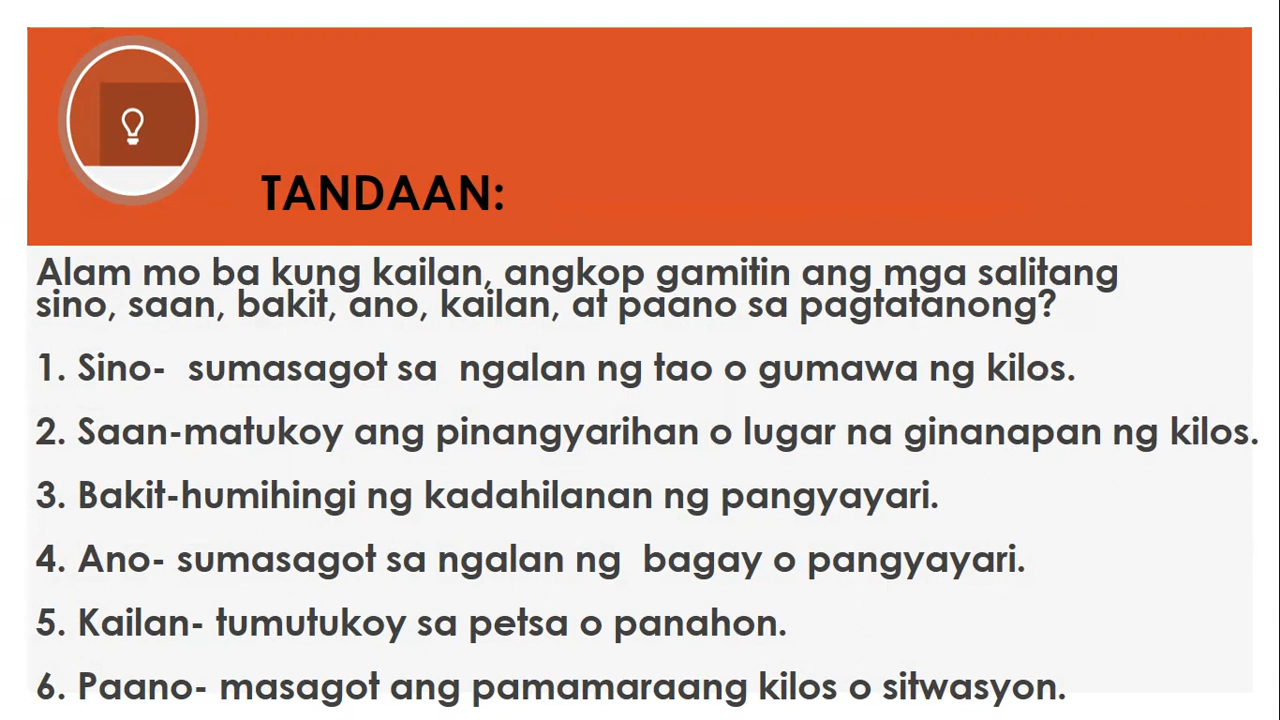 TANDAAN:
Alam mo ba kung kailan, angkop gamitin ang mga salitang
sino, saan, bakit, ano, kailan, at paano sa pagtatanong?
1. Sino- sumasagot sa ngalan ng tao o gumawa ng kilos.
2. Saan-matukoy ang pinangyarihan o lugar na ginanapan ng kilos.
3. Bakit-humihingi ng kadahilanan ng pangyayari.
4. Ano- sumasagot sa ngalan ng bagay o pangyayari.
5. Kailan- tumutukoy sa petsa o panahon.
6. Paano- masagot ang pamamaraang kilos o sitwasyon.